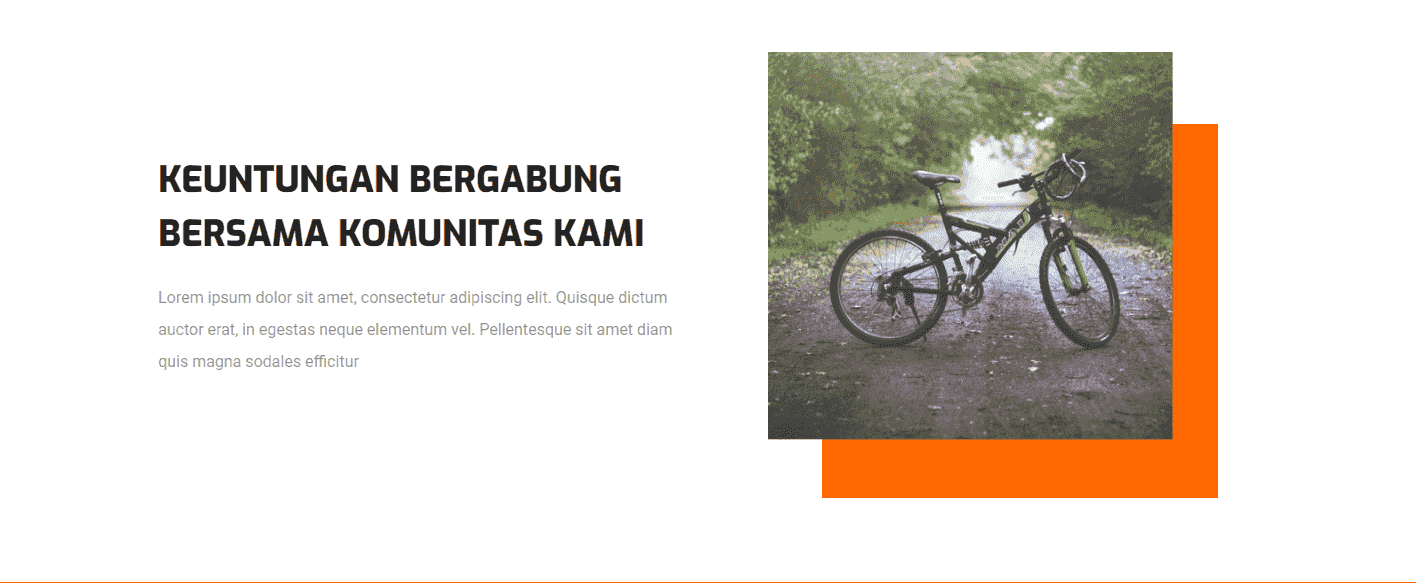 KEUNTUNGAN BERGABUNG
BERSAMA KOMUNITAS KAMI
Lorem ipsum dolor sit amet, consectetur adipiscing elit. Quisque dictum
auctor erat, in egestas neque elementum vel. Pellentesque sit amet diam
quis magna sodales efficitur